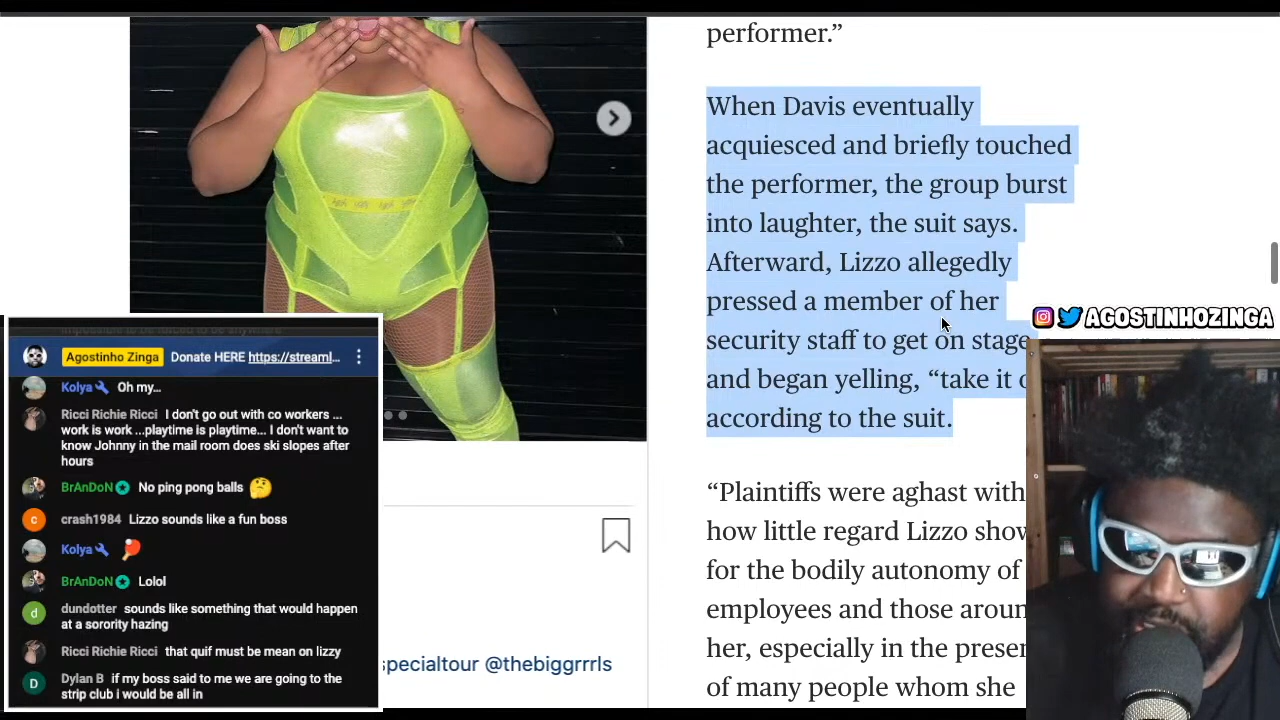 performer.”
When Davis eventually
acquiesced and briefly touched
the performer, the group burst
into laughter, the suit says.
Afterward, Lizzo allegedly
pressed a member of her
security staff to get on stage
and began yelling, “take it o
according to the suit.
“Plaintiffs were aghast with
how little regard Lizzo show
for the bodily autonomy of
employees and those aroun
her, especially in the presen
of many people whom she
specialtour @thebiggrrrls
AGOSTINHOZINGA
Agostinho Zinga Donate HERE https://streaml...
Kolya Oh my...
Ricci Richie Ricci I don't go out with co workers ...
work is work ...playtime is playtime... I don't want to
know Johnny in the mail room does ski slopes after
hours
BrAnDoN No ping pong balls 🤔
crash1984 Lizzo sounds like a fun boss
Kolya 🏓
BrAnDoN Lolol
dundotter sounds like something that would happen
at a sorority hazing
Ricci Richie Ricci that quif must be mean on lizzy
Dylan B if my boss said to me we are going to the
strip club i would be all in